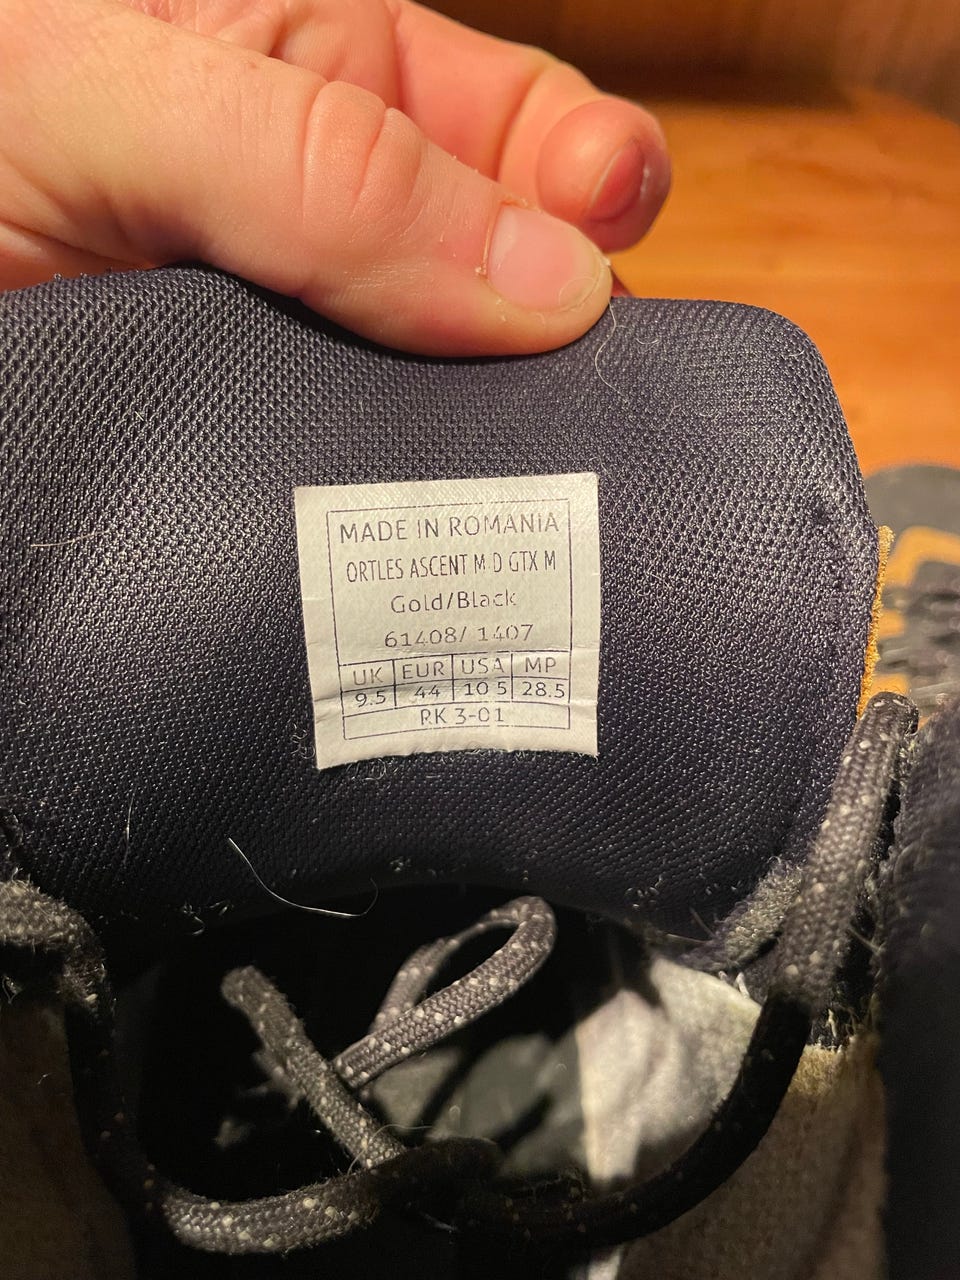 MADE IN ROMANIA
ORTLES ASCENT M D GTX M
Gold/Black
61408/ 1407
UK EUR USA MP
9.5 44 10 5 28.5
RK 3-01